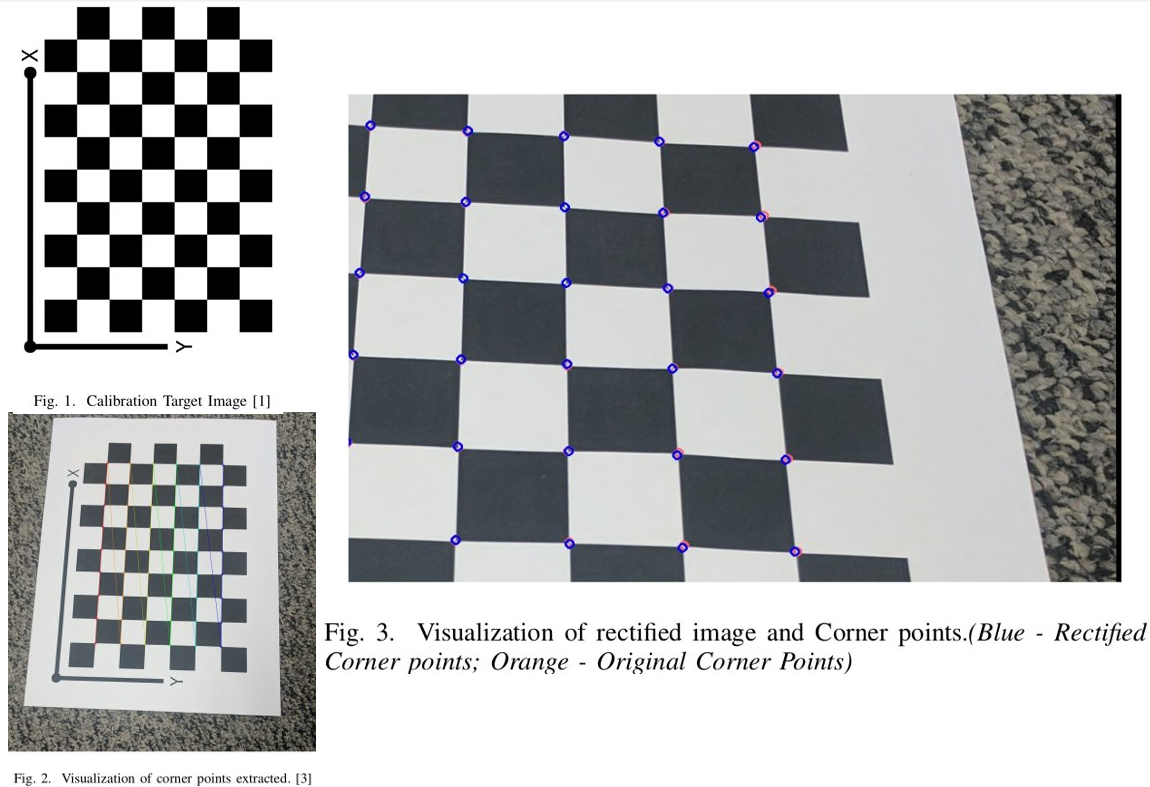 X
Y
Fig. 1. Calibration Target Image [1]
X
Y
Fig. 2. Visualization of corner points extracted. [3]
Fig. 3. Visualization of rectified image and Corner points.(Blue - Rectified
Corner points; Orange - Original Corner Points)